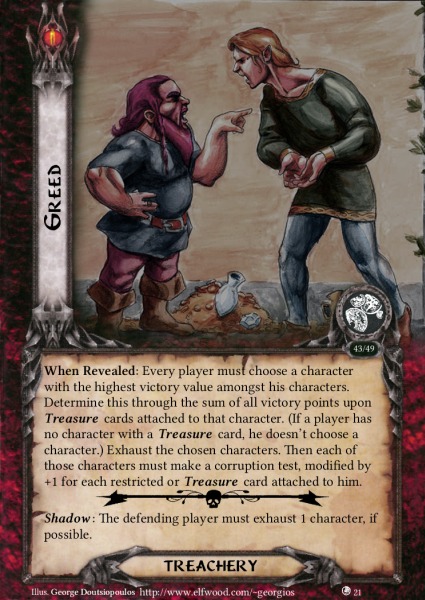 GREED
43/49
When Revealed: Every player must choose a character
with the highest victory value amongst his characters.
Determine this through the sum of all victory points upon
Treasure cards attached to that character. (If a player has
no character with a Treasure card, he doesn't choose a
character.) Exhaust the chosen characters. Then each of
those characters must make a corruption test, modified by
+1 for each restricted or Treasure card attached to him.
Shadow: The defending player must exhaust 1 character, if
possible.
TREACHERY
Illus. George Doutsiopoulos http://www.elfwood.com/~georgios
21